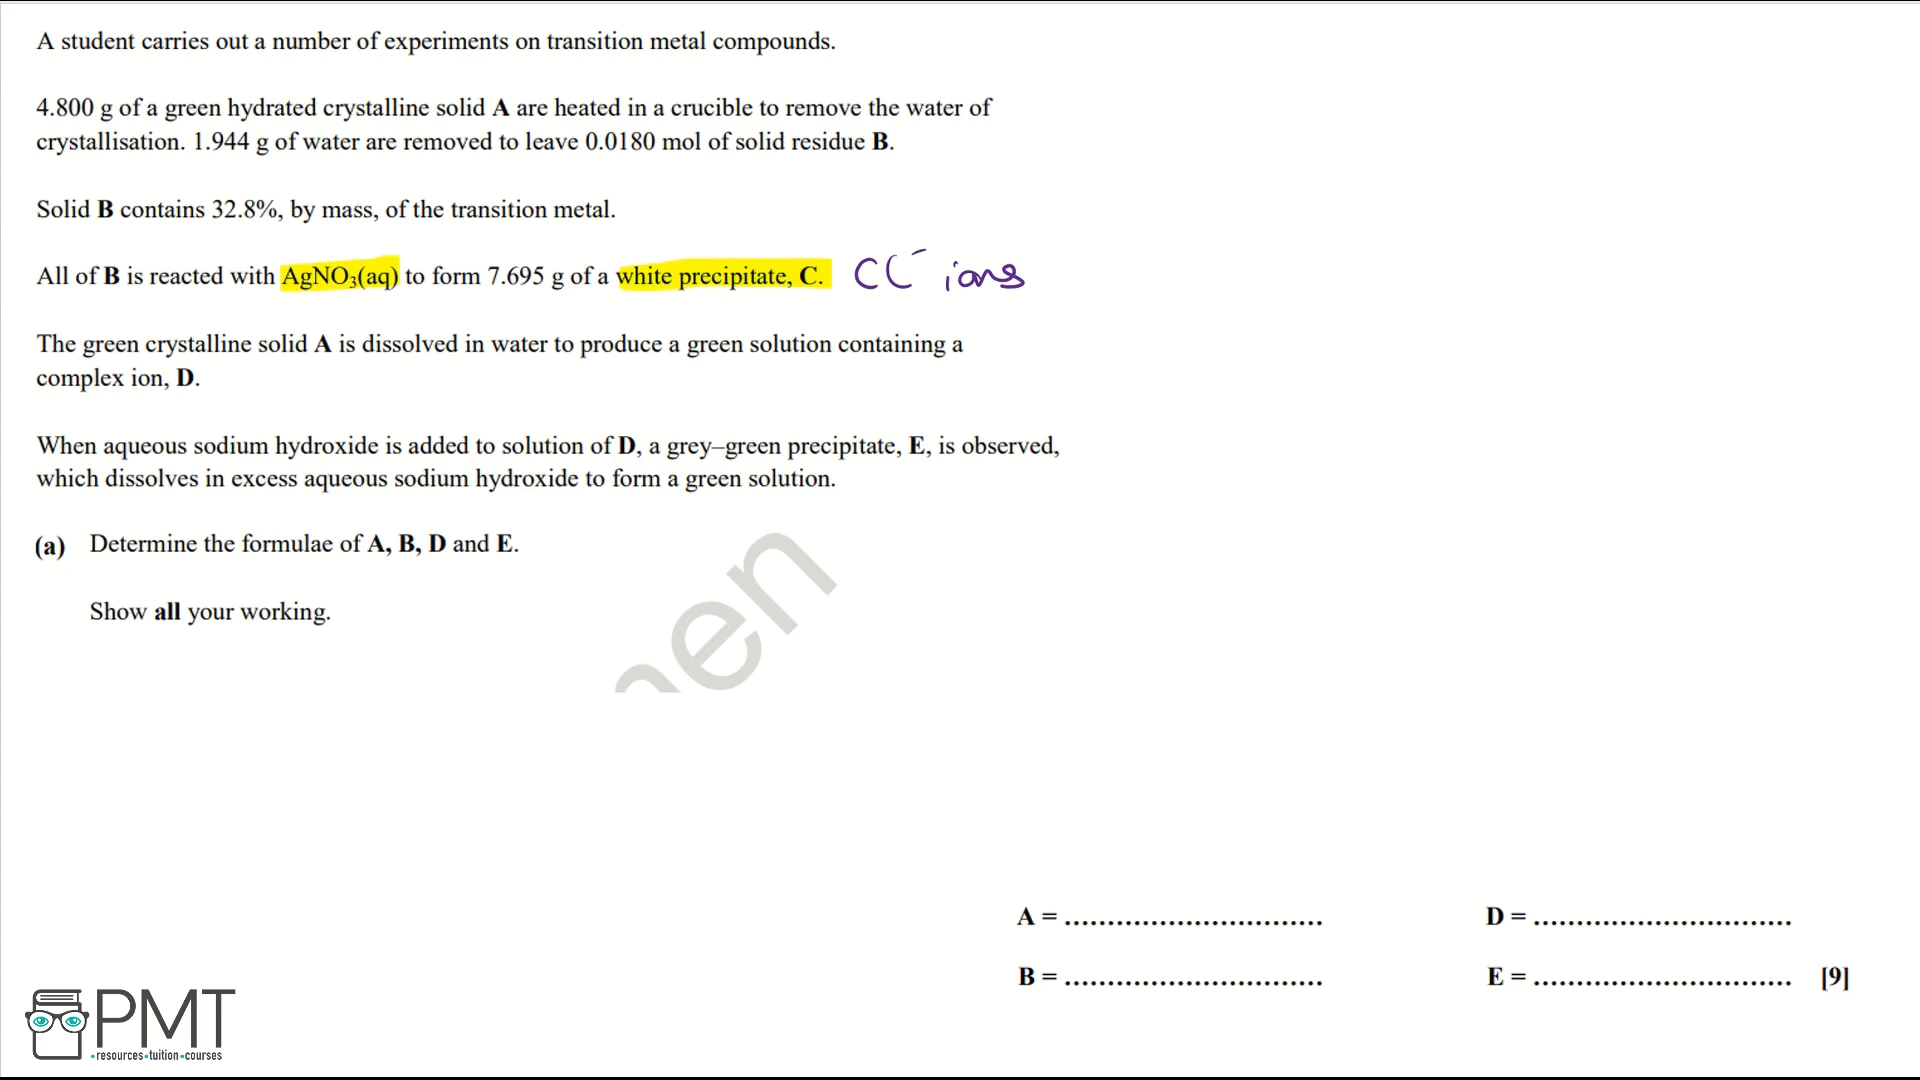 A student carries out a number of experiments on transition metal compounds.
4.800 g of a green hydrated crystalline solid A are heated in a crucible to remove the water of
crystallisation. 1.944 g of water are removed to leave 0.0180 mol of solid residue B.
Solid B contains 32.8%, by mass, of the transition metal.
All of B is reacted with AgNO₃(aq) to form 7.695 g of a white precipitate, C. Cl⁻ ions
The green crystalline solid A is dissolved in water to produce a green solution containing a
complex ion, D.
When aqueous sodium hydroxide is added to solution of D, a grey–green precipitate, E, is observed,
which dissolves in excess aqueous sodium hydroxide to form a green solution.
(a) Determine the formulae of A, B, D and E.
Show all your working.
men
A = .............................. D = ..............................
B = .............................. E = .............................. [9]
PMT
•resources•tuition•courses